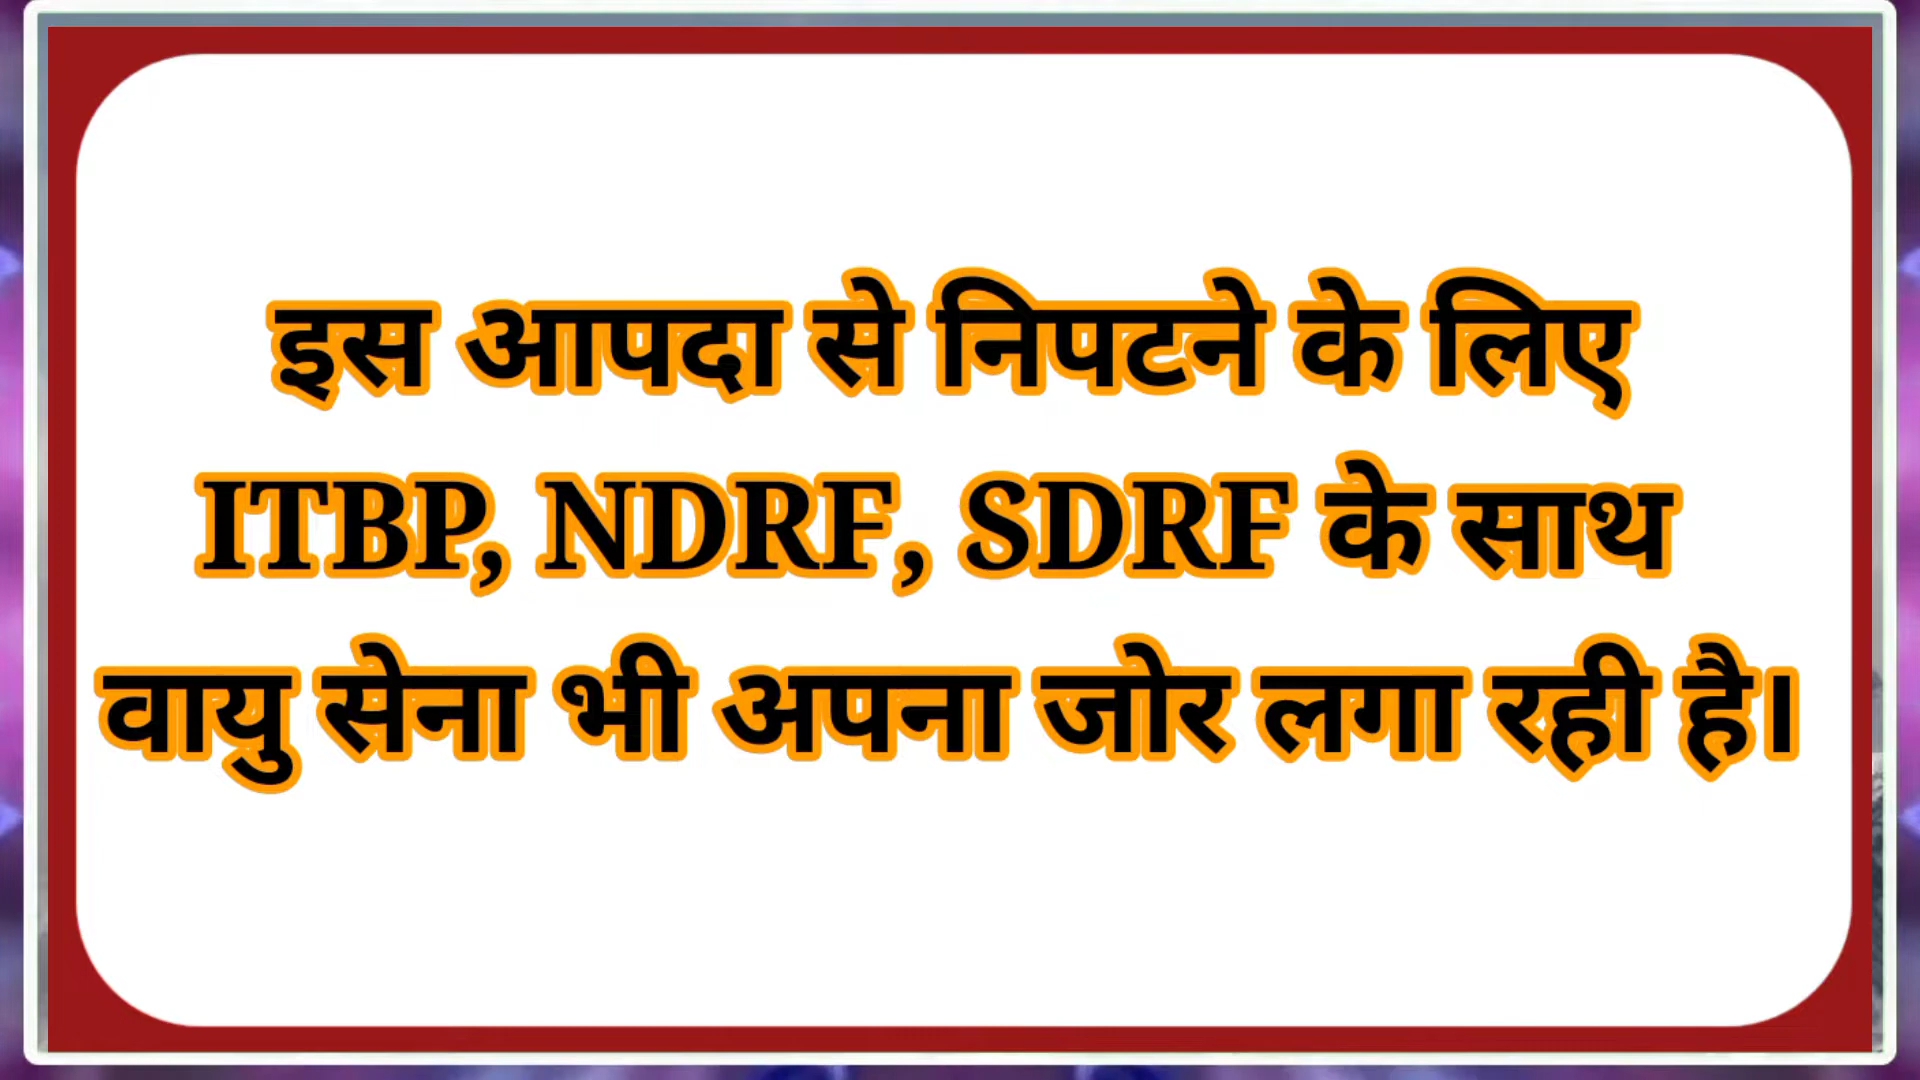 इस आपदा से निपटने के लिए
ITBP, NDRF, SDRF के साथ
वायु सेना भी अपना जोर लगा रही है।